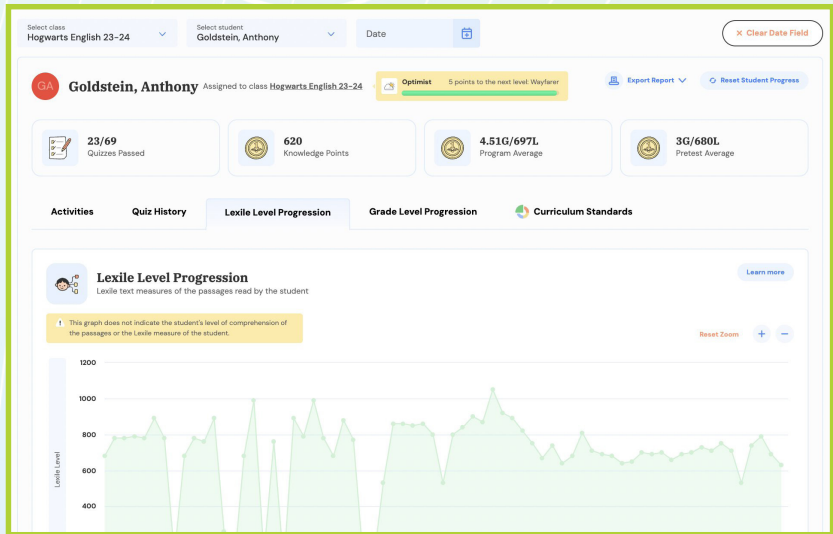 Select class
Hogwarts English 23-24
Select student
Goldstein, Anthony
Date
× Clear Date Field
GA
Goldstein, Anthony Assigned to class Hogwarts English 23-24
Optimist 5 points to the next level: Wayfarer
Export Report
Reset Student Progress
23/69
Quizzes Passed
620
Knowledge Points
4.51G/697L
Program Average
3G/680L
Pretest Average
Activities
Quiz History
Lexile Level Progression
Grade Level Progression
Curriculum Standards
Lexile Level Progression
Lexile text measures of the passages read by the student
Learn more
! This graph does not indicate the student's level of comprehension of
the passages or the Lexile measure of the student.
Reset Zoom + −
1200
1000
800
600
400
Lexile Level